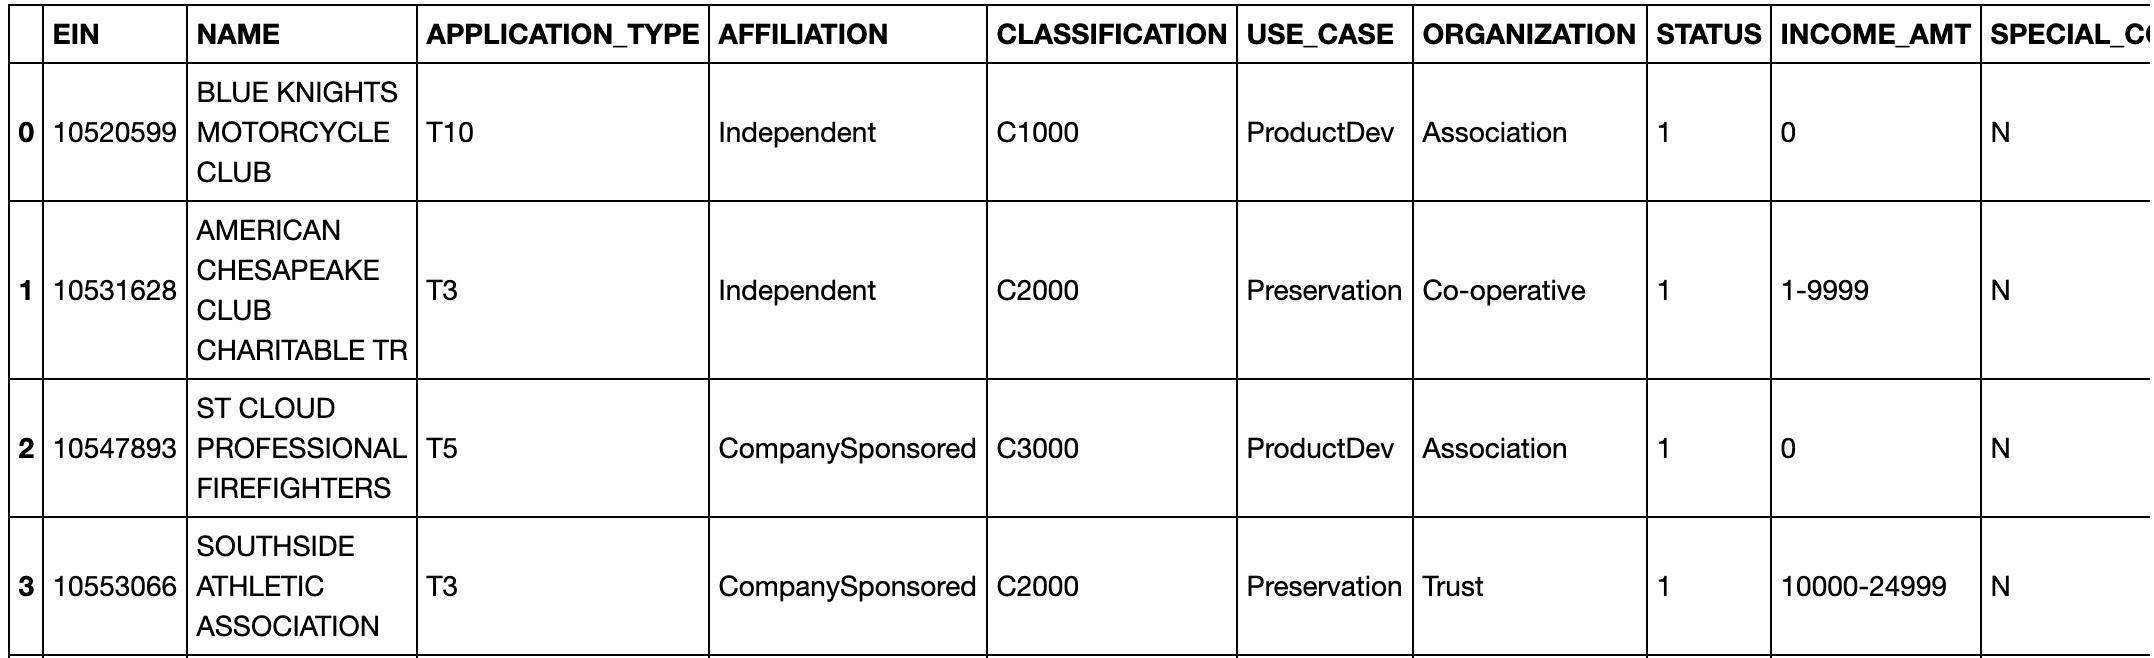 EIN NAME APPLICATION_TYPE AFFILIATION CLASSIFICATION USE_CASE ORGANIZATION STATUS INCOME_AMT
BLUE KNIGHTS
0 10520599 MOTORCYCLE T10 Independent C1000 ProductDev Association 1 0 N
CLUB
AMERICAN
CHESAPEAKE
1 10531628 T3 Independent C2000 Preservation Co-operative 1 1-9999 N
CLUB
CHARITABLE TR
ST CLOUD
2 10547893 PROFESSIONAL T5 CompanySponsored C3000 ProductDev Association 1 0 N
FIREFIGHTERS
SOUTHSIDE
3 10553066 ATHLETIC T3 CompanySponsored C2000 Preservation Trust 1 10000-24999 N
ASSOCIATION